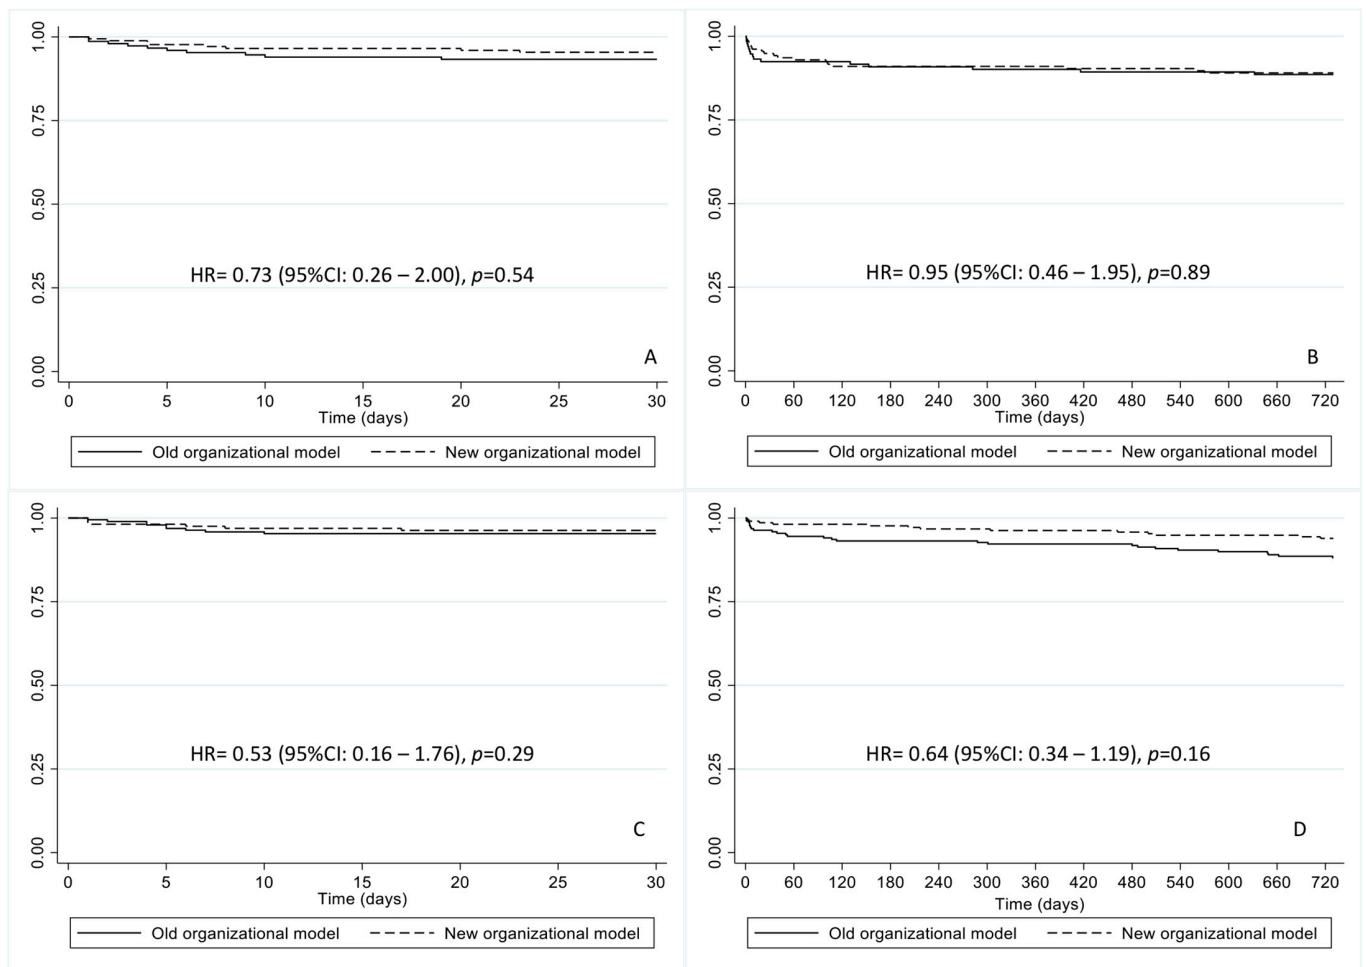 1.00
0.75
0.50
0.25
0.00
HR= 0.73 (95%CI: 0.26 – 2.00), p=0.54
A
0 5 10 15 20 25 30
Time (days)
Old organizational model New organizational model
1.00
0.75
0.50
0.25
0.00
HR= 0.95 (95%CI: 0.46 – 1.95), p=0.89
B
0 60 120 180 240 300 360 420 480 540 600 660 720
Time (days)
Old organizational model New organizational model
1.00
0.75
0.50
0.25
0.00
HR= 0.53 (95%CI: 0.16 – 1.76), p=0.29
C
0 5 10 15 20 25 30
Time (days)
Old organizational model New organizational model
1.00
0.75
0.50
0.25
0.00
HR= 0.64 (95%CI: 0.34 – 1.19), p=0.16
D
0 60 120 180 240 300 360 420 480 540 600 660 720
Time (days)
Old organizational model New organizational model